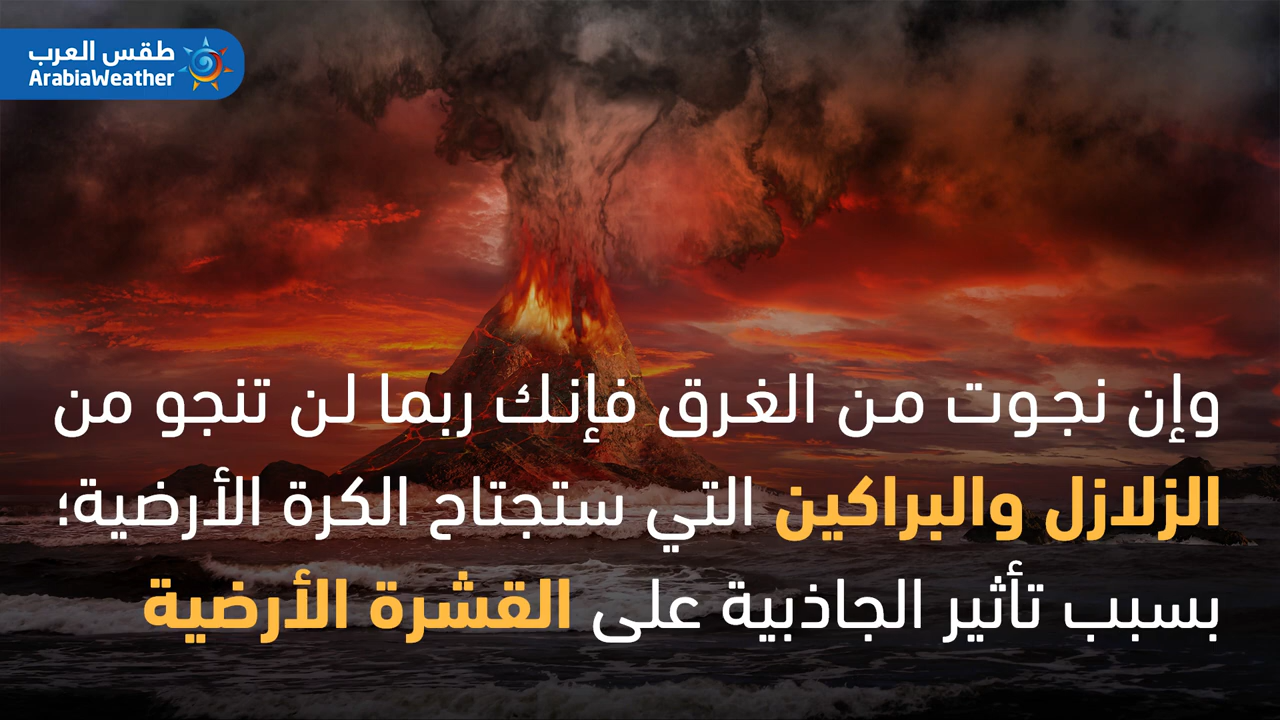 طقس العرب
ArabiaWeather
وإن نجوت من الغرق فإنك ربما لن تنجو من
الزلازل والبراكين التي ستجتاح الكرة الأرضية؛
بسبب تأثير الجاذبية على القشرة الأرضية